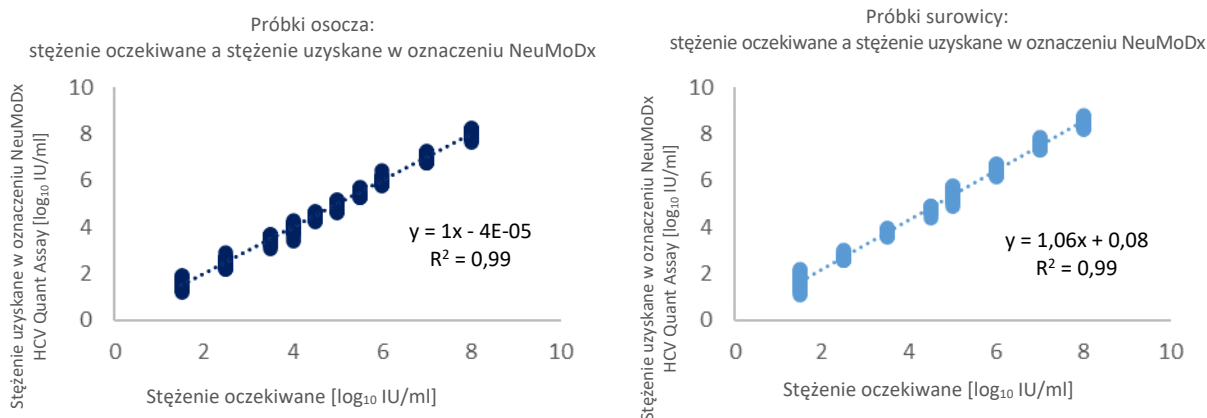 Próbki osocza:
stężenie oczekiwane a stężenie uzyskane w oznaczeniu NeuMoDx
Stężenie uzyskane w oznaczeniu NeuMoDx
HCV Quant Assay [log₁₀ IU/ml]
10
8
6
4
2
0
y = 1x - 4E-05
R² = 0,99
0 2 4 6 8 10
Stężenie oczekiwane [log₁₀ IU/ml]
Próbki surowicy:
stężenie oczekiwane a stężenie uzyskane w oznaczeniu NeuMoDx
Stężenie uzyskane w oznaczeniu NeuMoDx
HCV Quant Assay [log₁₀ IU/ml]
10
8
6
4
2
0
y = 1,06x + 0,08
R² = 0,99
0 2 4 6 8 10
Stężenie oczekiwane [log₁₀ IU/ml]